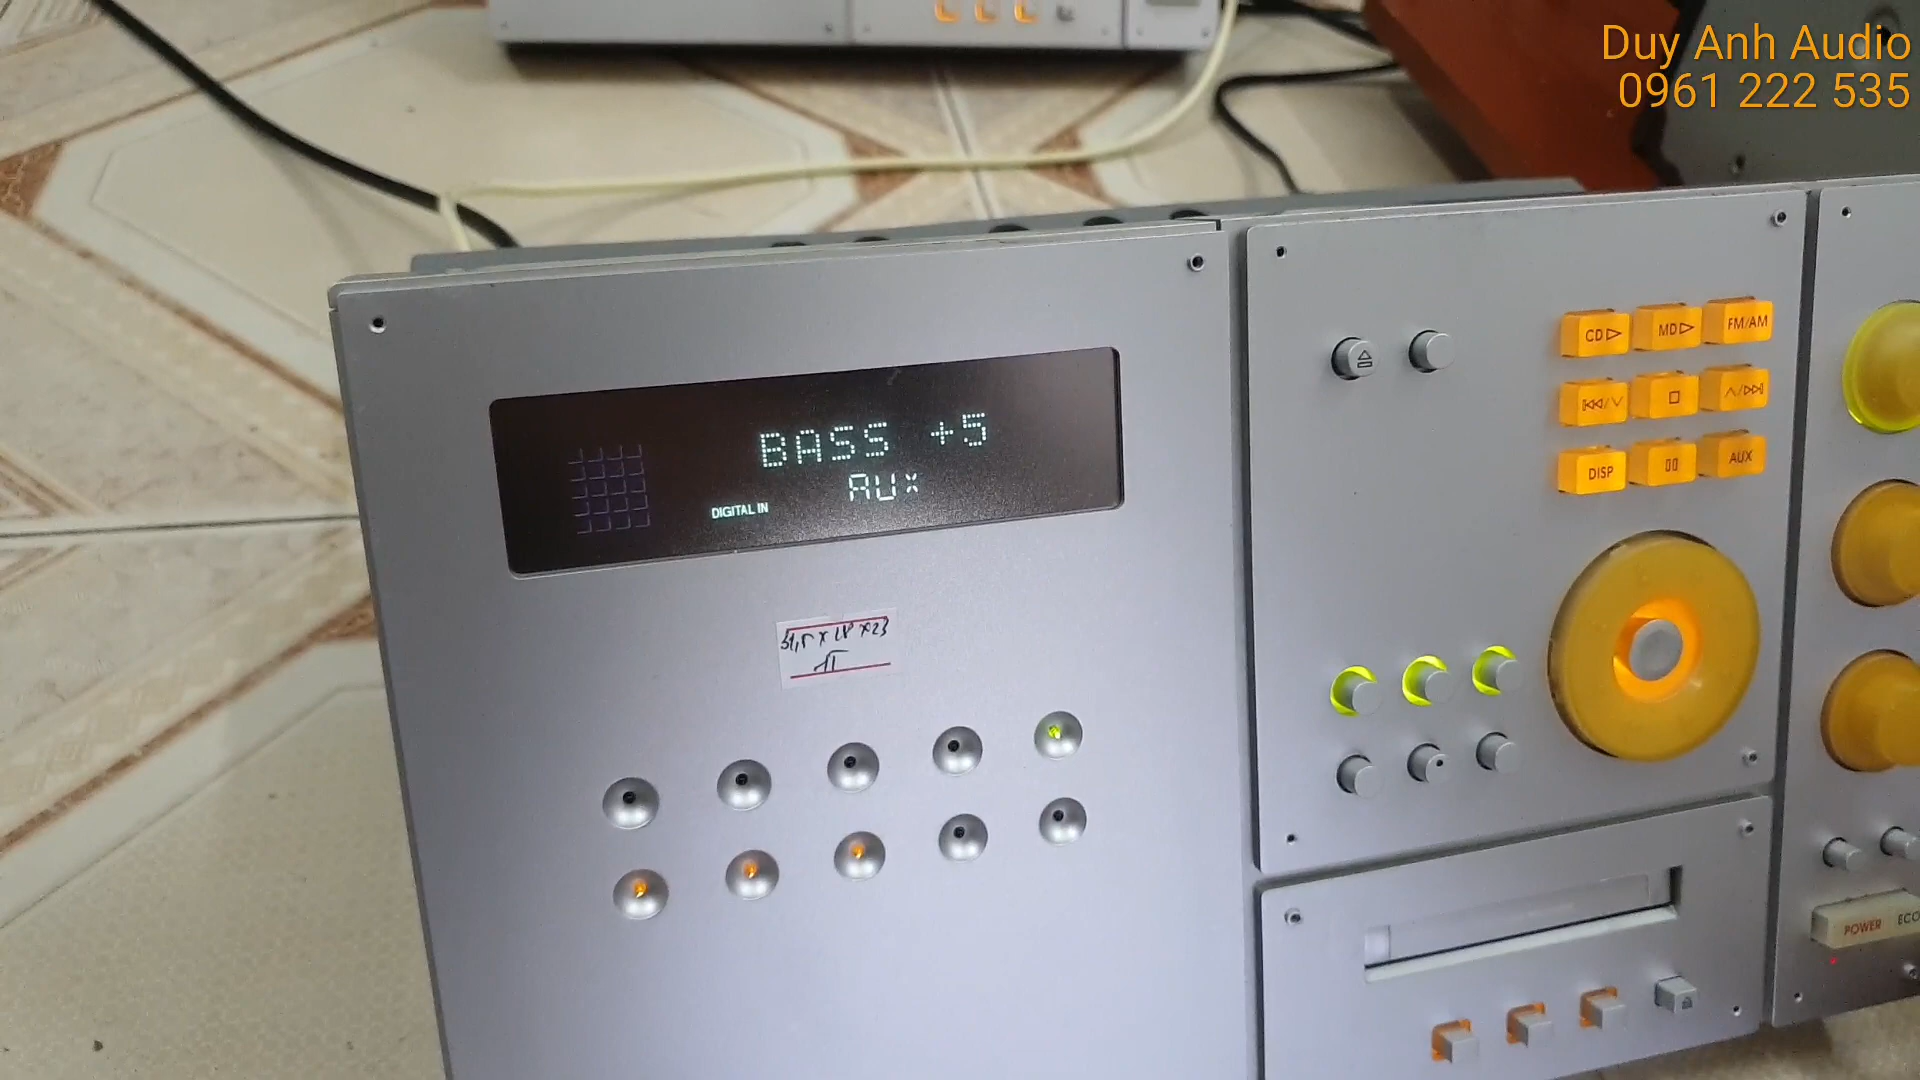 Duy Anh Audio
0961 222 535
BASS +5
AUX
DIGITAL IN
CD
MD
FM/AM
DISP
AUX
POWER